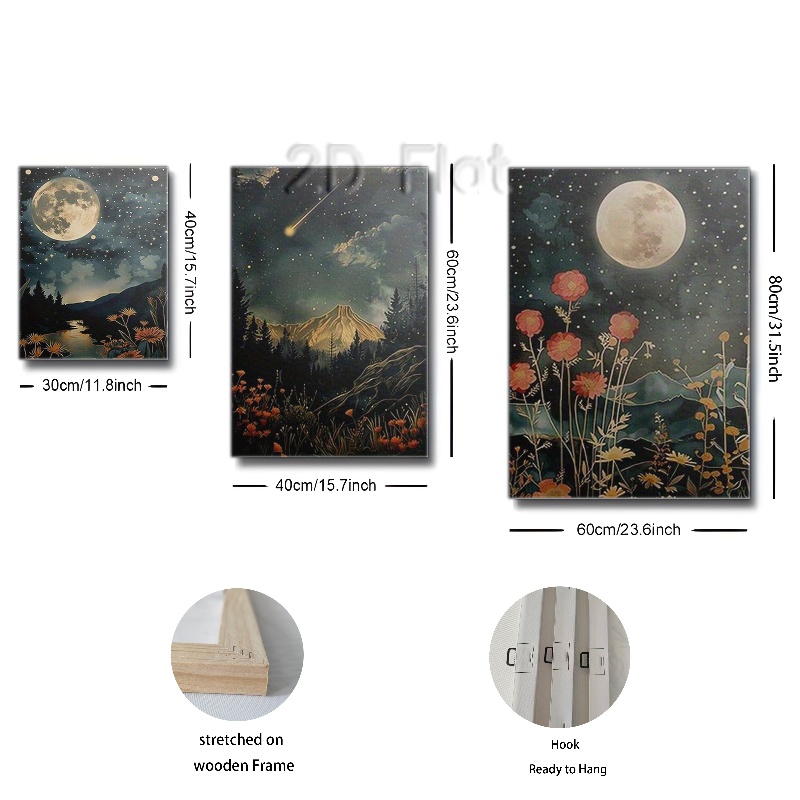 2D Flat
40cm/15.7inch
30cm/11.8inch
60cm/23.6inch
40cm/15.7inch
80cm/31.5inch
60cm/23.6inch
stretched on
wooden Frame
Hook
Ready to Hang